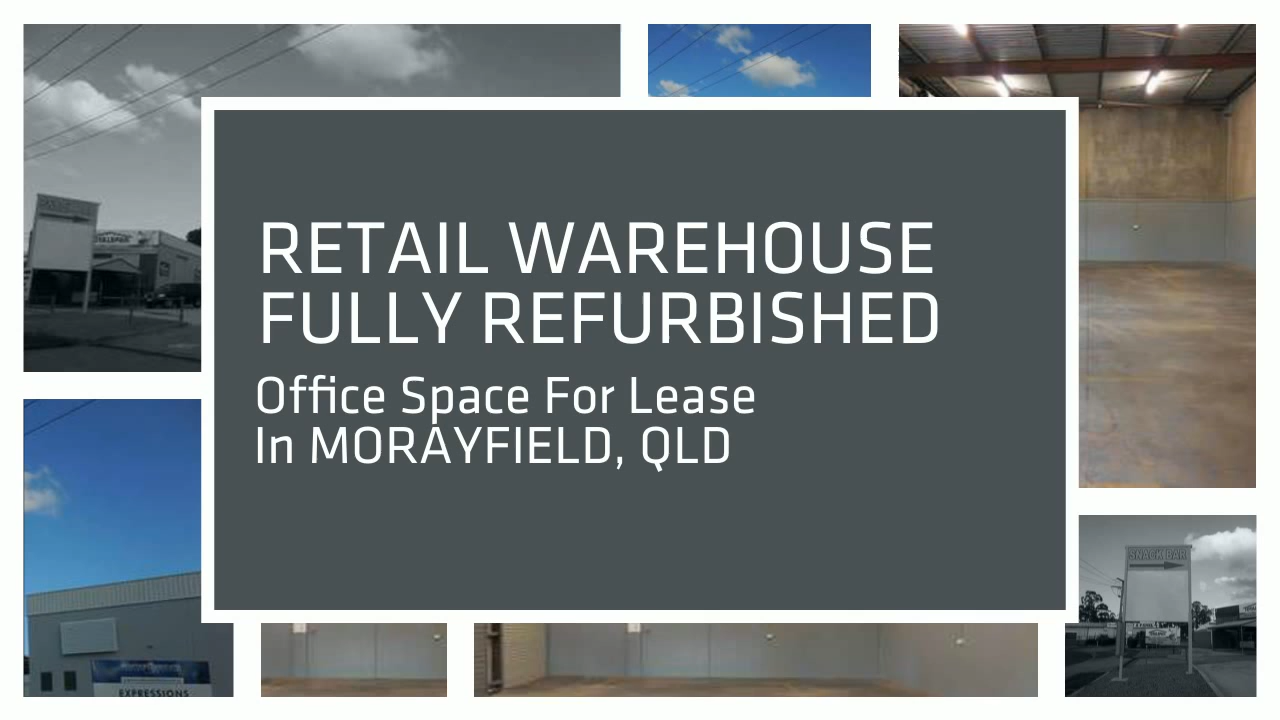 RETAIL WAREHOUSE
FULLY REFURBISHED
Office Space For Lease
In MORAYFIELD, QLD
SNACK BAR
EXPRESSIONS